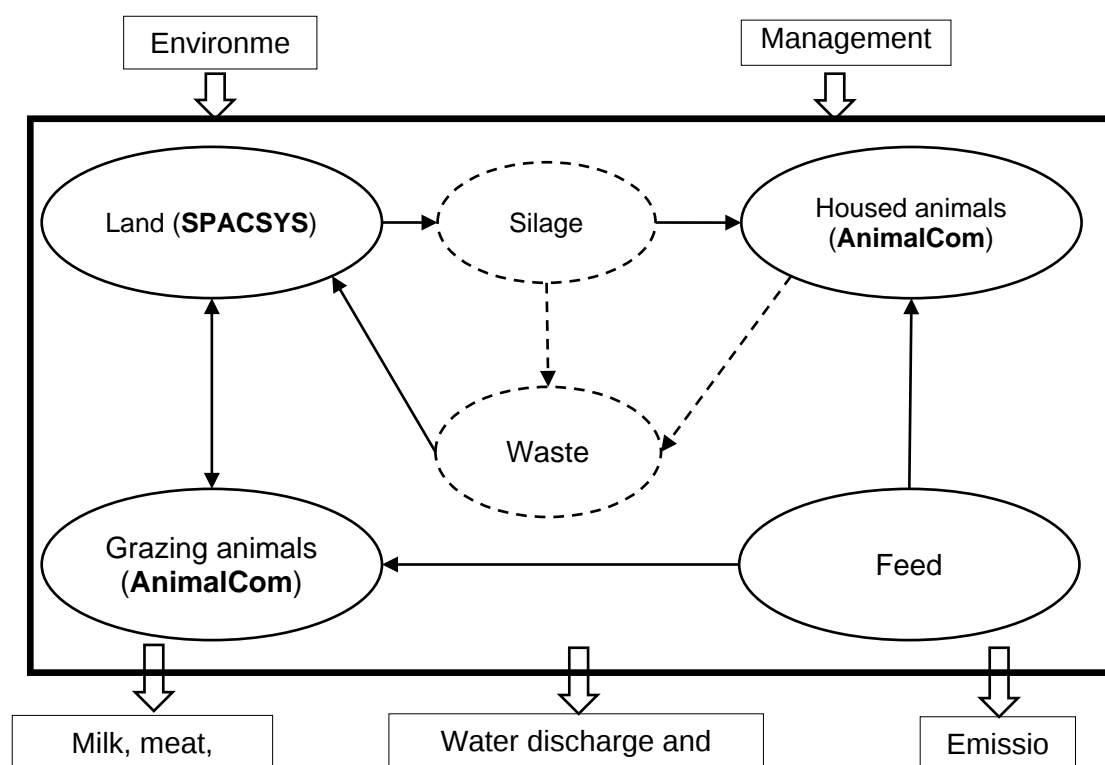 Environme
Management
Land (SPACSYS)
Silage
Housed animals
(AnimalCom)
Waste
Grazing animals
(AnimalCom)
Feed
Milk, meat,
Water discharge and
Emissio